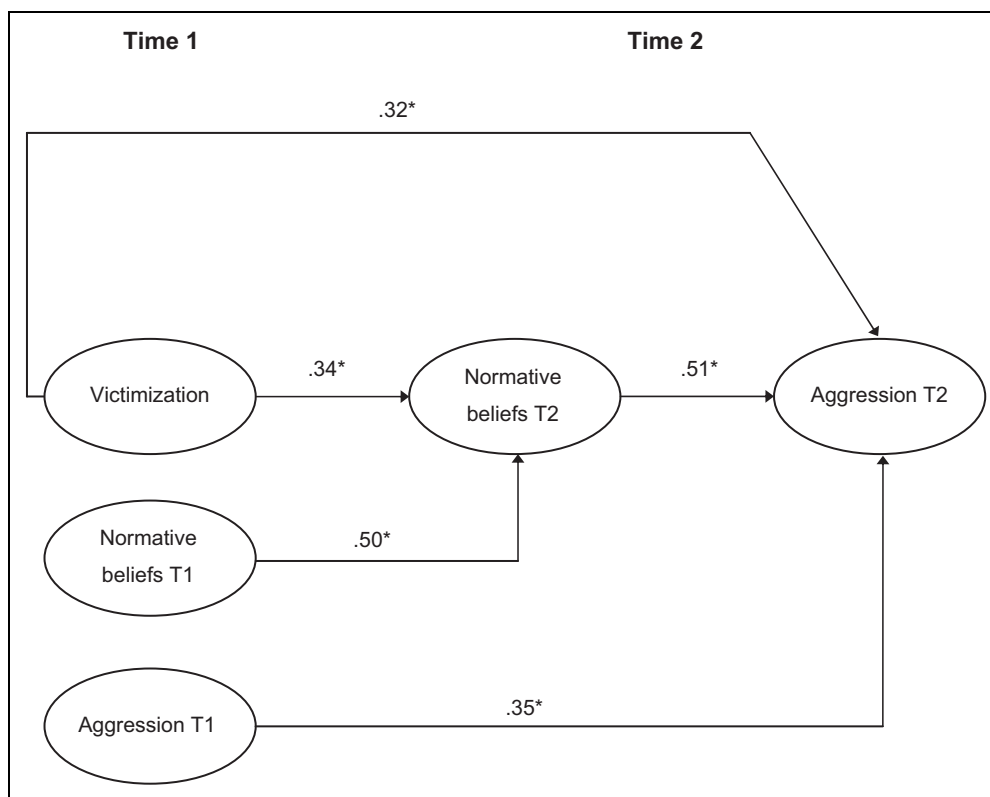 Time 1
Time 2
.32*
Victimization
.34*
Normative
beliefs T2
.51*
Aggression T2
Normative
beliefs T1
.50*
Aggression T1
.35*